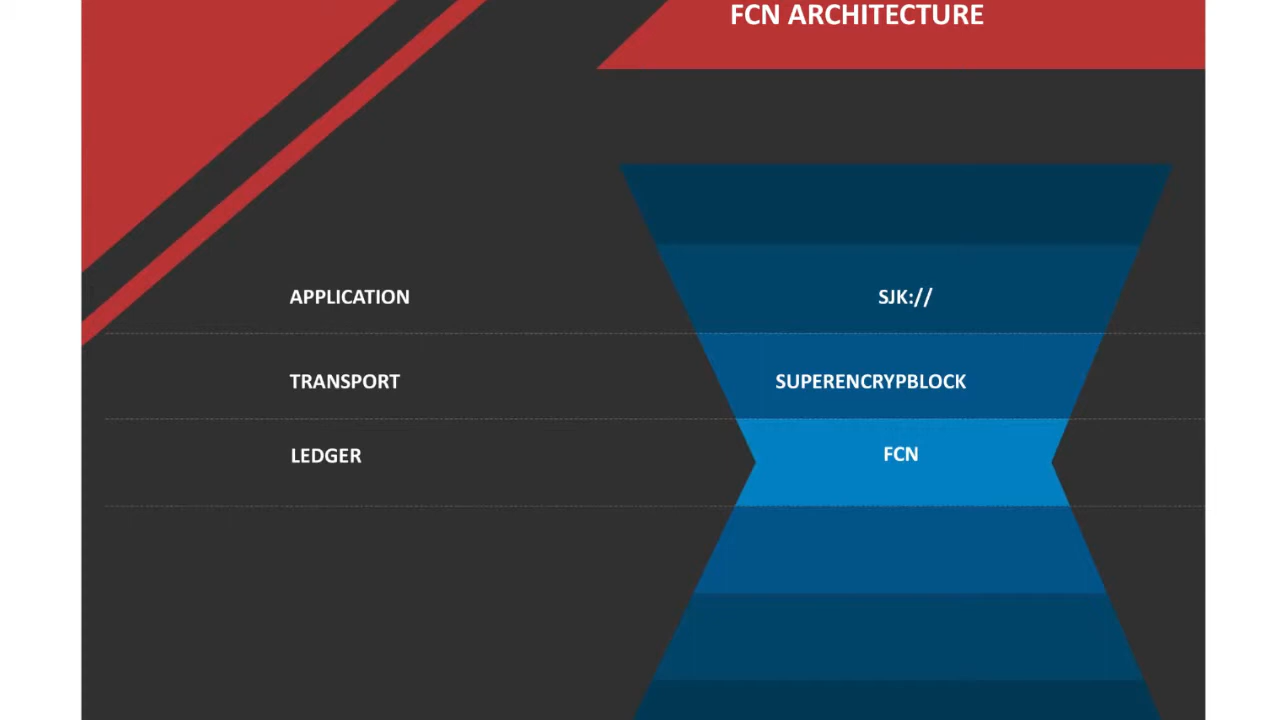 FCN ARCHITECTURE
APPLICATION
SJK://
TRANSPORT
SUPERENCRYPBLOCK
LEDGER
FCN